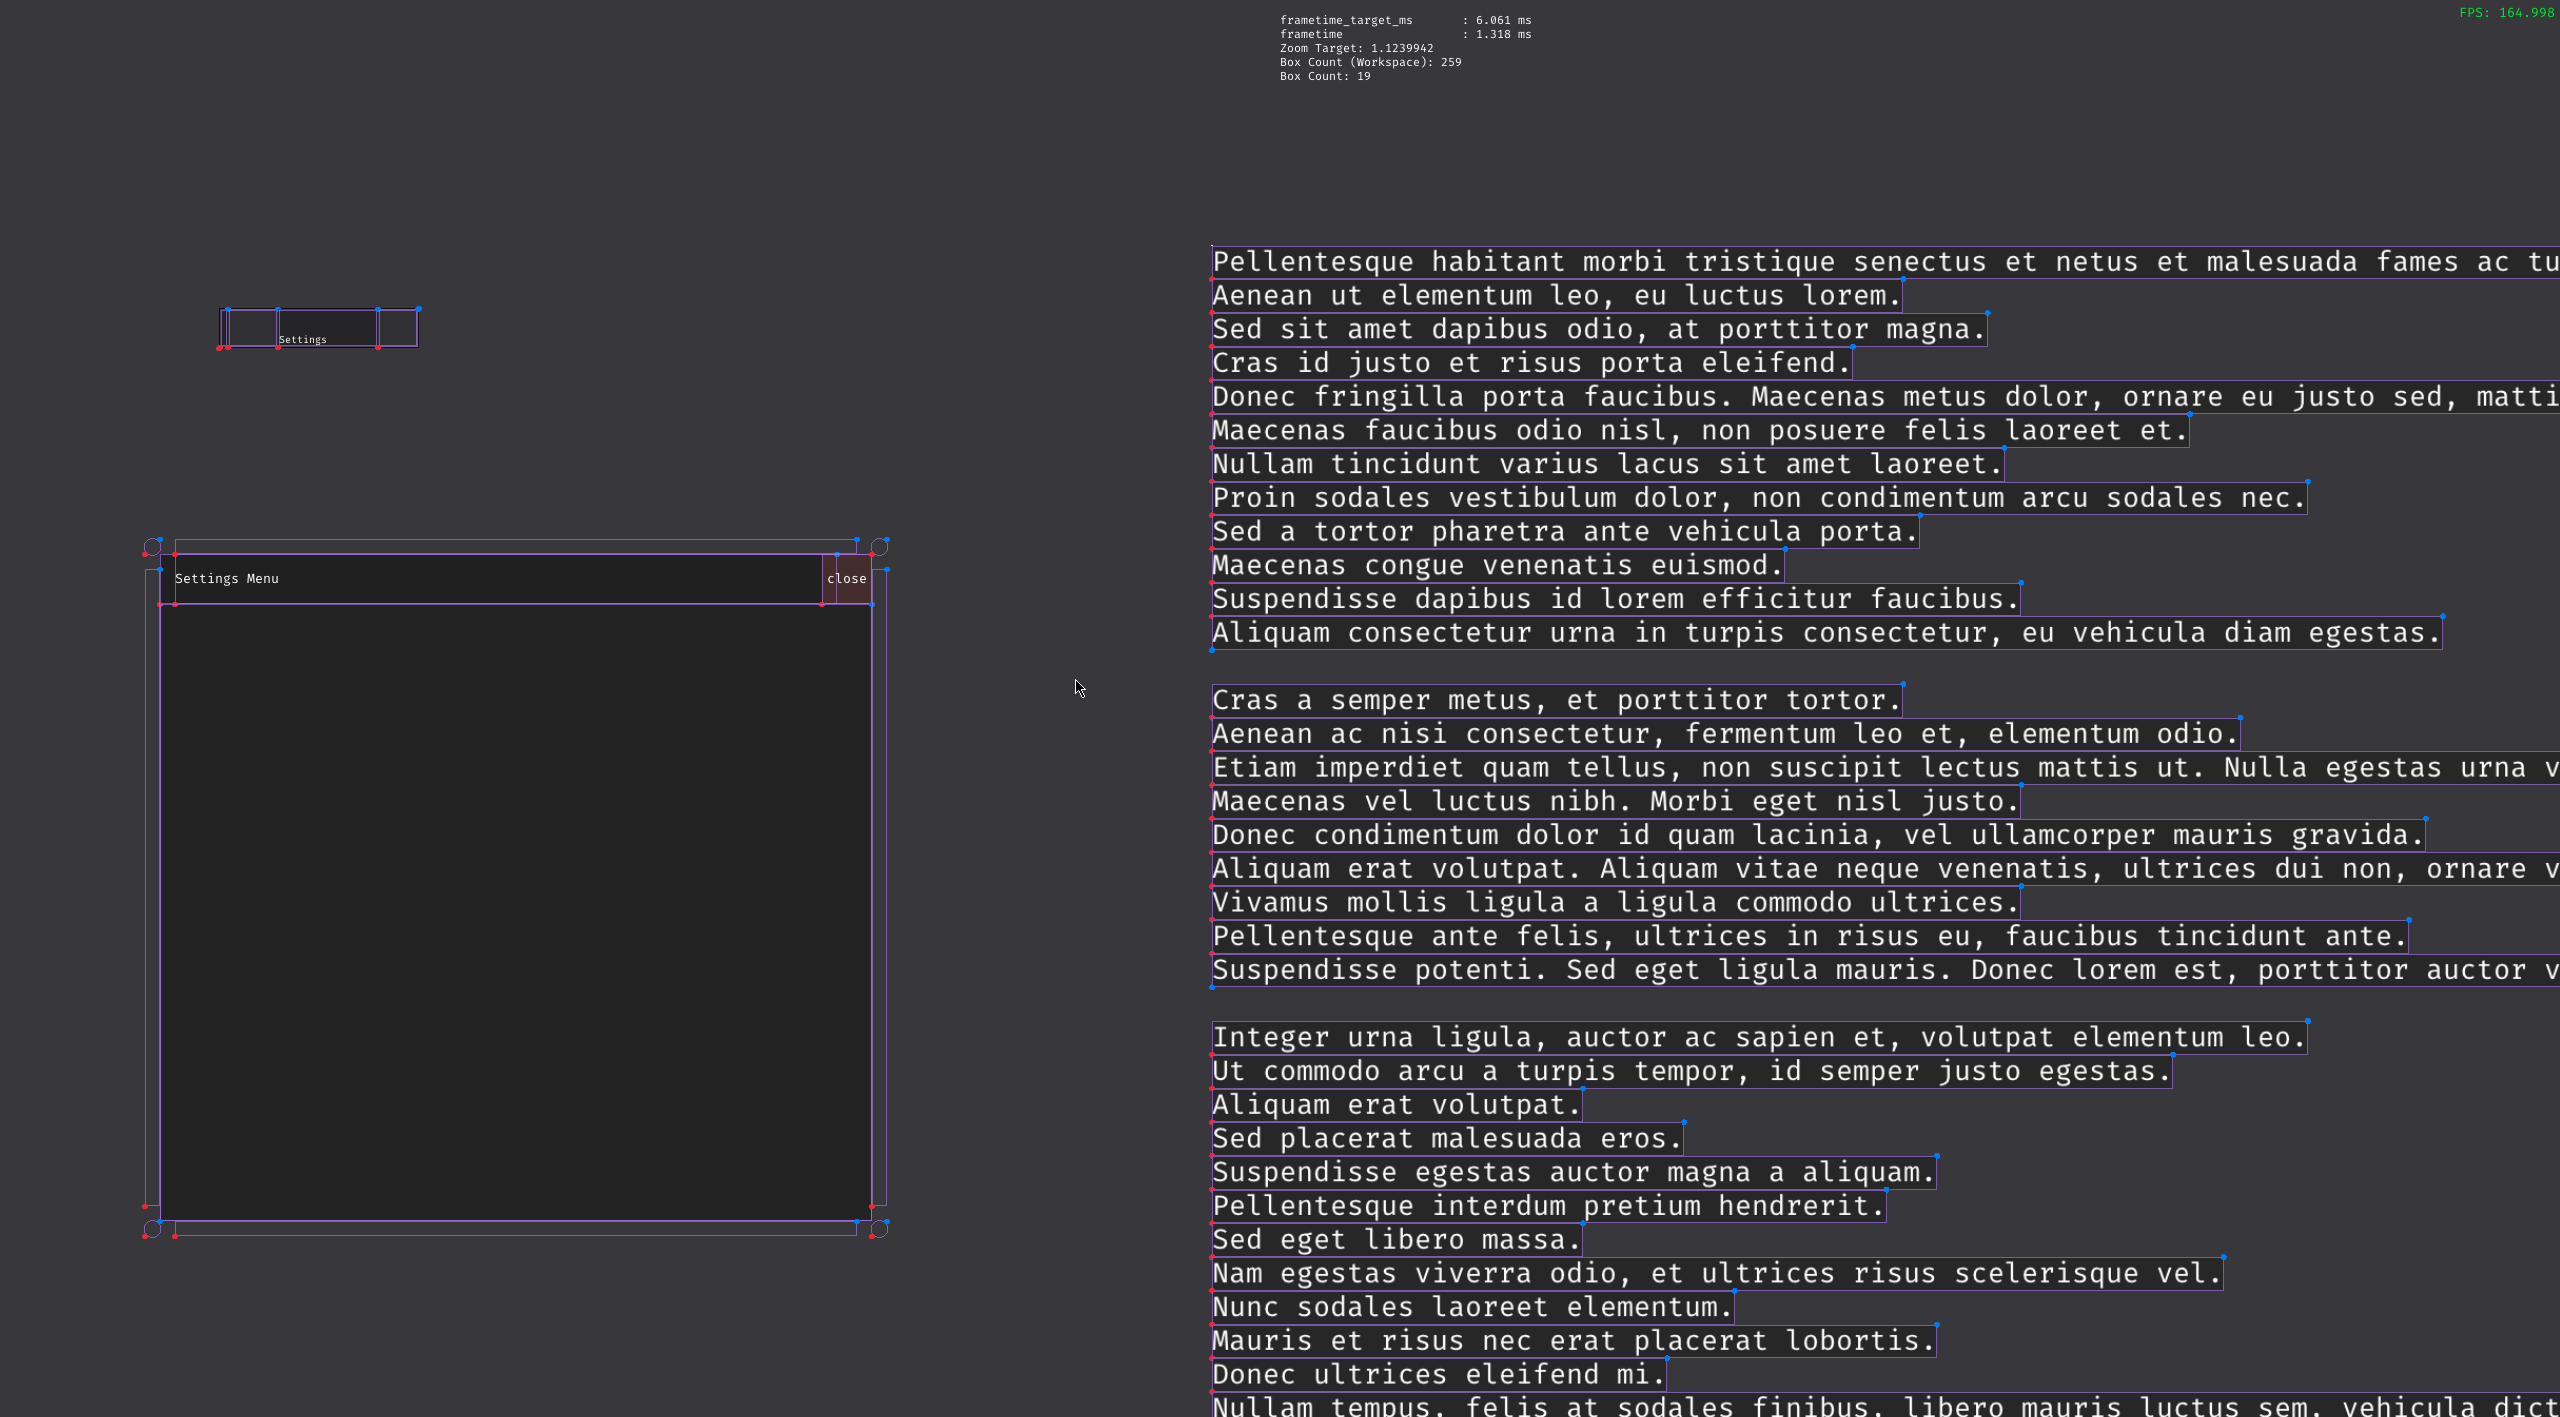 frametime_target_ms : 6.061 ms
frametime : 1.318 ms
Zoom Target: 1.1239942
Box Count (Workspace): 259
Box Count: 19
FPS: 164.998
Settings
Settings Menu
close
Pellentesque habitant morbi tristique senectus et netus et malesuada fames ac tu
Aenean ut elementum leo, eu luctus lorem.
Sed sit amet dapibus odio, at porttitor magna.
Cras id justo et risus porta eleifend.
Donec fringilla porta faucibus. Maecenas metus dolor, ornare eu justo sed, matti
Maecenas faucibus odio nisl, non posuere felis laoreet et.
Nullam tincidunt varius lacus sit amet laoreet.
Proin sodales vestibulum dolor, non condimentum arcu sodales nec.
Sed a tortor pharetra ante vehicula porta.
Maecenas congue venenatis euismod.
Suspendisse dapibus id lorem efficitur faucibus.
Aliquam consectetur urna in turpis consectetur, eu vehicula diam egestas.
Cras a semper metus, et porttitor tortor.
Aenean ac nisi consectetur, fermentum leo et, elementum odio.
Etiam imperdiet quam tellus, non suscipit lectus mattis ut. Nulla egestas urna v
Maecenas vel luctus nibh. Morbi eget nisl justo.
Donec condimentum dolor id quam lacinia, vel ullamcorper mauris gravida.
Aliquam erat volutpat. Aliquam vitae neque venenatis, ultrices dui non, ornare v
Vivamus mollis ligula a ligula commodo ultrices.
Pellentesque ante felis, ultrices in risus eu, faucibus tincidunt ante.
Suspendisse potenti. Sed eget ligula mauris. Donec lorem est, porttitor auctor v
Integer urna ligula, auctor ac sapien et, volutpat elementum leo.
Ut commodo arcu a turpis tempor, id semper justo egestas.
Aliquam erat volutpat.
Sed placerat malesuada eros.
Suspendisse egestas auctor magna a aliquam.
Pellentesque interdum pretium hendrerit.
Sed eget libero massa.
Nam egestas viverra odio, et ultrices risus scelerisque vel.
Nunc sodales laoreet elementum.
Mauris et risus nec erat placerat lobortis.
Donec ultrices eleifend mi.
Nullam tempus, felis at sodales finibus, libero mauris luctus sem, vehicula dict